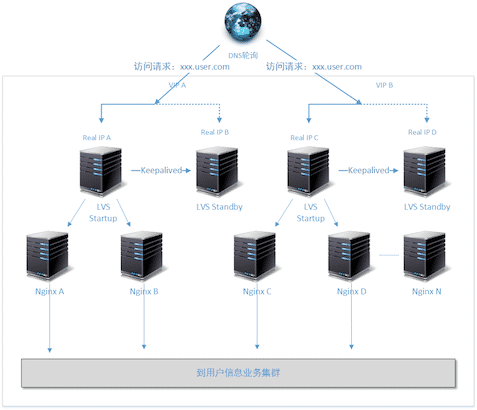 DNS轮询
访问请求：xxx.user.com
访问请求：xxx.user.com
VIP A
VIP B
Real IP A
Real IP B
Real IP C
Real IP D
Keepalived
Keepalived
LVS
Startup
LVS Standby
LVS
Startup
LVS Standby
Nginx A
Nginx B
Nginx C
Nginx D
Nginx N
到用户信息业务集群